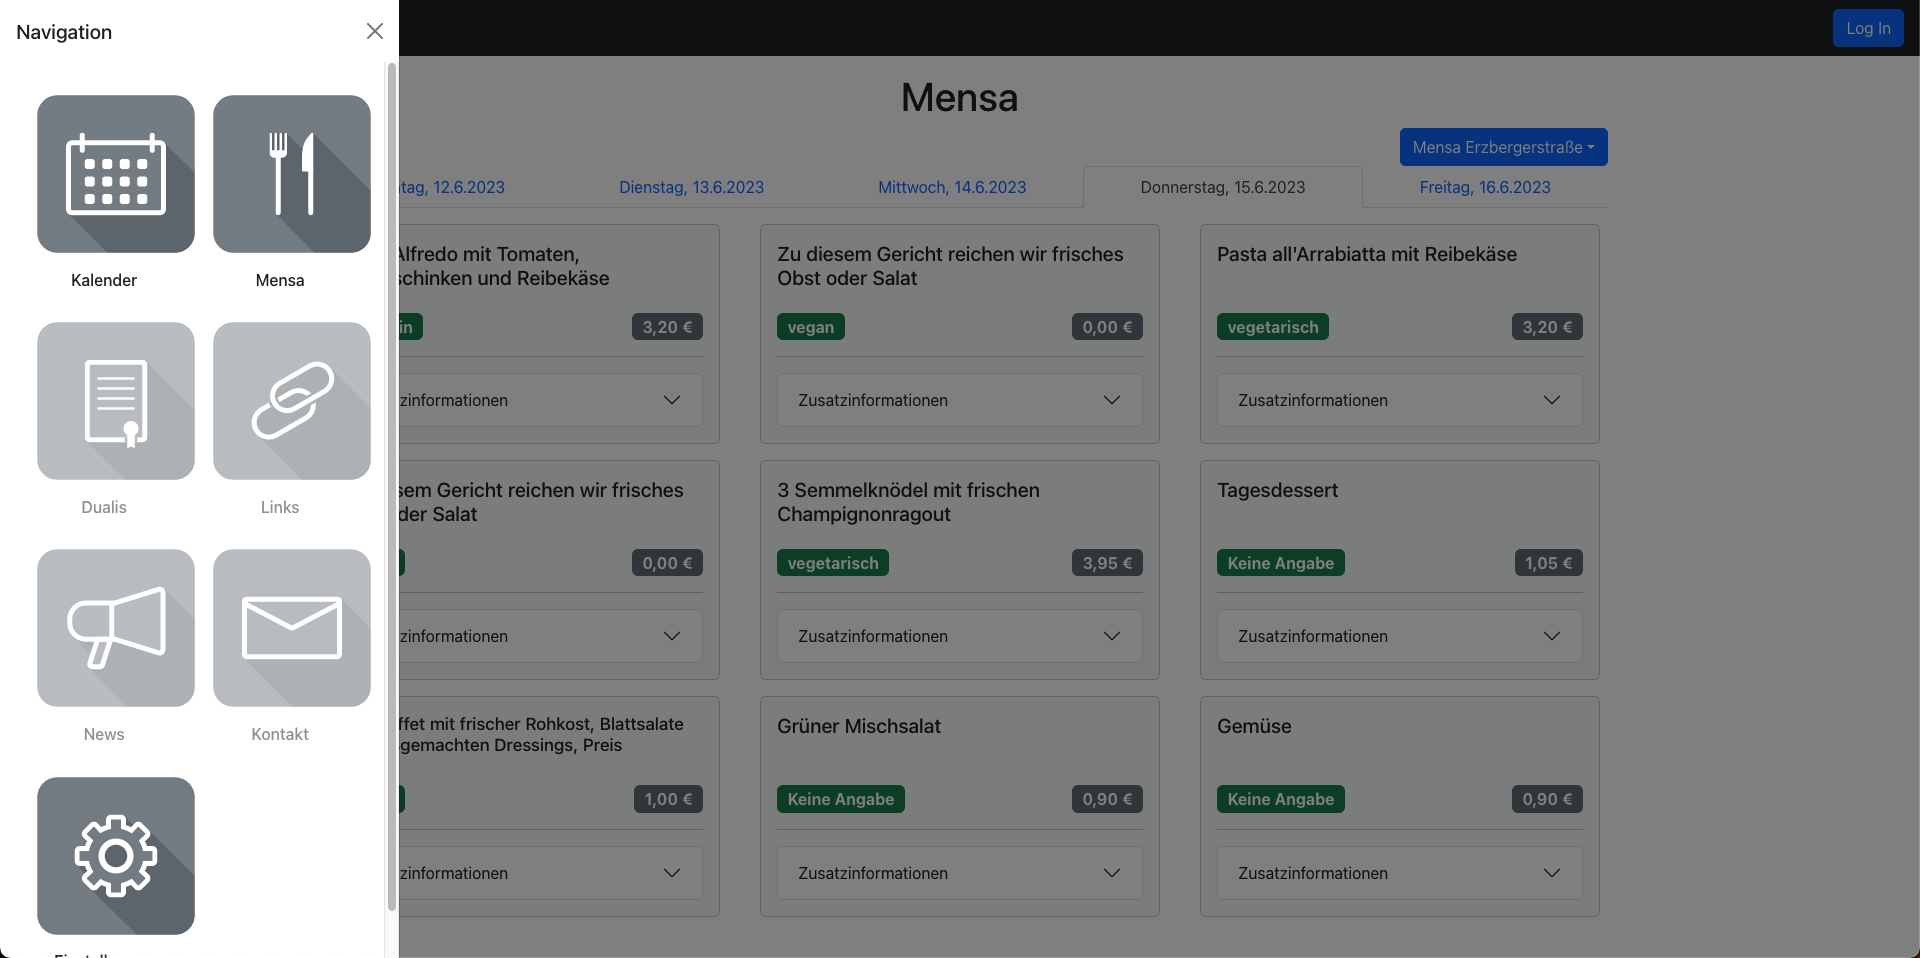 Navigation
Kalender
Mensa
Dualis
Links
News
Kontakt
Log In
Mensa
Mensa Erzbergerstraße
tag, 12.6.2023
Dienstag, 13.6.2023
Mittwoch, 14.6.2023
Donnerstag, 15.6.2023
Freitag, 16.6.2023
Alfredo mit Tomaten,
schinken und Reibekäse
in
3,20 €
zinformationen
Zu diesem Gericht reichen wir frisches
Obst oder Salat
vegan
0,00 €
Zusatzinformationen
Pasta all'Arrabiatta mit Reibekäse
vegetarisch
3,20 €
Zusatzinformationen
sem Gericht reichen wir frisches
der Salat
0,00 €
zinformationen
3 Semmelknödel mit frischen
Champignonragout
vegetarisch
3,95 €
Zusatzinformationen
Tagesdessert
Keine Angabe
1,05 €
Zusatzinformationen
ffet mit frischer Rohkost, Blattsalate
gemachten Dressings, Preis
1,00 €
zinformationen
Grüner Mischsalat
Keine Angabe
0,90 €
Zusatzinformationen
Gemüse
Keine Angabe
0,90 €
Zusatzinformationen